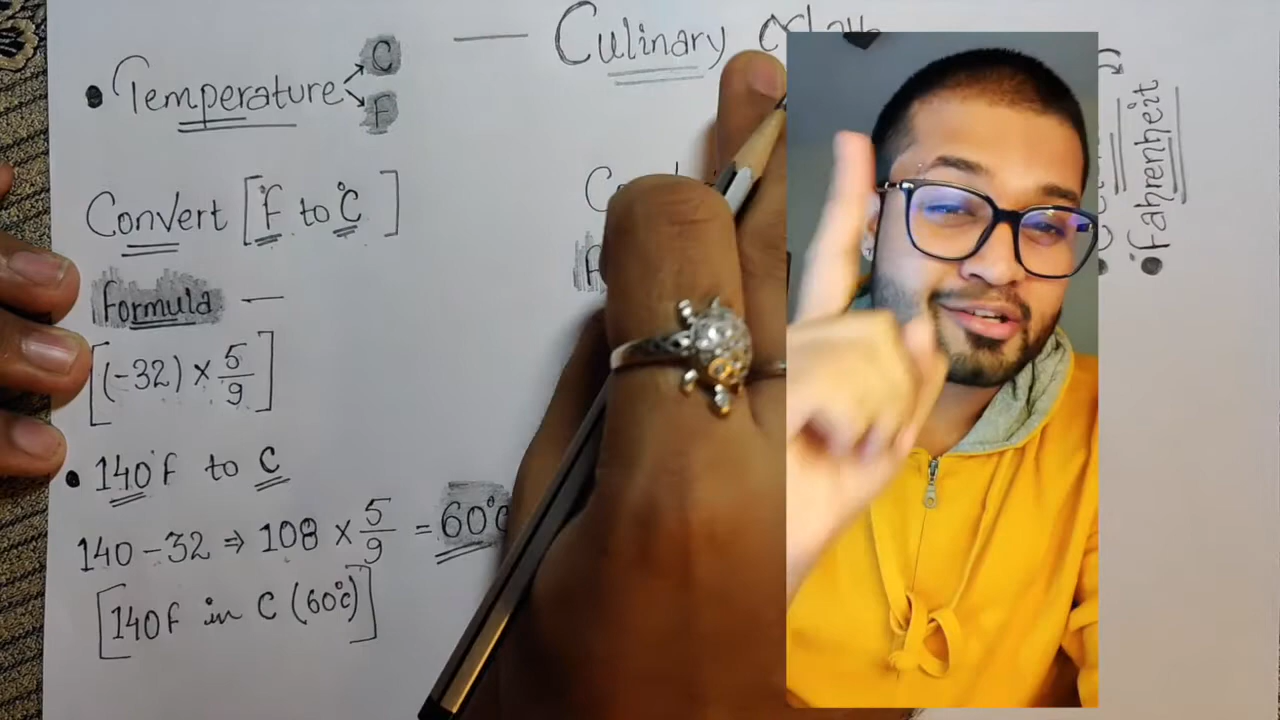 • Temperature C
F
— Culinary
Convert [°F to °C]
Formula —
[(-32) × 5/9]
• 140°F to C
140 - 32 ⇒ 108 × 5/9 = 60°C
[140F in C (60°C)]
• Fahrenheit